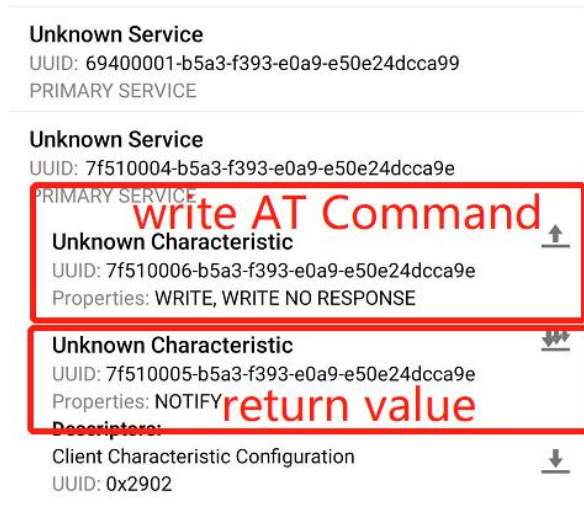 Unknown Service
UUID: 69400001-b5a3-f393-e0a9-e50e24dcca99
PRIMARY SERVICE
Unknown Service
UUID: 7f510004-b5a3-f393-e0a9-e50e24dcca9e
PRIMARY SERVICE
write AT Command
Unknown Characteristic
UUID: 7f510006-b5a3-f393-e0a9-e50e24dcca9e
Properties: WRITE, WRITE NO RESPONSE
Unknown Characteristic
UUID: 7f510005-b5a3-f393-e0a9-e50e24dcca9e
Properties: NOTIFY
return value
Descriptors:
Client Characteristic Configuration
UUID: 0x2902